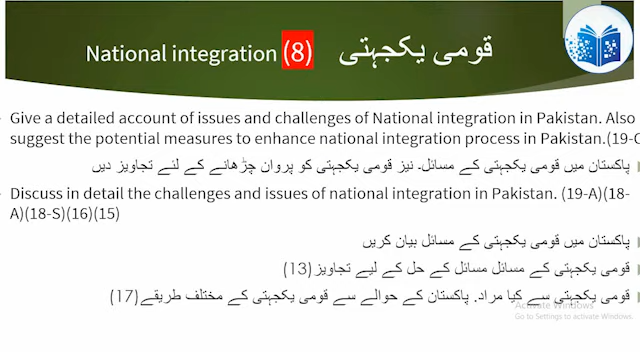 National integration (8) قومی یکجہتی
Give a detailed account of issues and challenges of National integration in Pakistan. Also
suggest the potential measures to enhance national integration process in Pakistan.(19-
پاکستان میں قومی یکجہتی کے مسائل۔ نیز قومی یکجہتی کو پروان چڑھانے کے لئے تجاویز دیں
Discuss in detail the challenges and issues of national integration in Pakistan. (19-A)(18-
A)(18-S)(16)(15)
پاکستان میں قومی یکجہتی کے مسائل بیان کریں
قومی یکجہتی کے مسائل مسائل کے حل کے لیے تجاویز(13)
قومی یکجہتی سے کیا مراد. پاکستان کے حوالے سے قومی یکجہتی کے مختلف طریقے(17)
Activate Windows
Go to Settings to activate Windows.